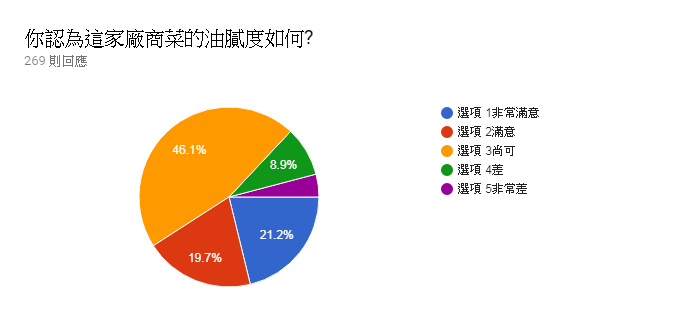 你認為這家廠商菜的油膩度如何?
269 則回應
選項 1非常滿意
選項 2滿意
選項 3尚可
選項 4差
選項 5非常差
46.1%
8.9%
21.2%
19.7%